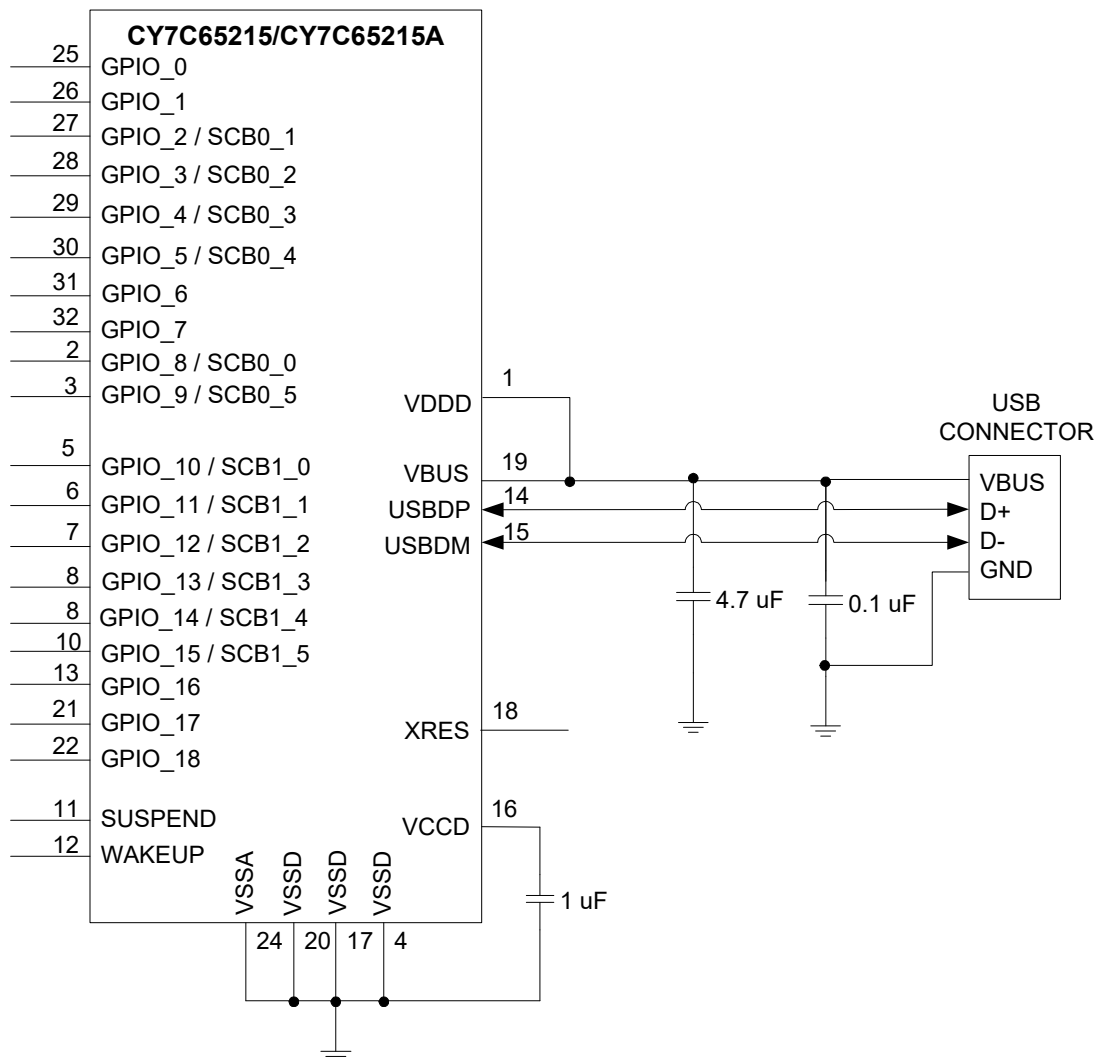 CY7C65215/CY7C65215A
25
GPIO_0
26
GPIO_1
27
GPIO_2 / SCB0_1
28
GPIO_3 / SCB0_2
29
GPIO_4 / SCB0_3
30
GPIO_5 / SCB0_4
31
GPIO_6
32
GPIO_7
2
GPIO_8 / SCB0_0
3
GPIO_9 / SCB0_5
5
GPIO_10 / SCB1_0
6
GPIO_11 / SCB1_1
7
GPIO_12 / SCB1_2
8
GPIO_13 / SCB1_3
8
GPIO_14 / SCB1_4
10
GPIO_15 / SCB1_5
13
GPIO_16
21
GPIO_17
22
GPIO_18
11
SUSPEND
12
WAKEUP
VDDD
1
VBUS
19
USBDP
14
USBDM
15
XRES
18
VCCD
16
VSSA
VSSD
VSSD
VSSD
24
20
17
4
1 uF
4.7 uF
0.1 uF
USB
CONNECTOR
VBUS
D+
D-
GND